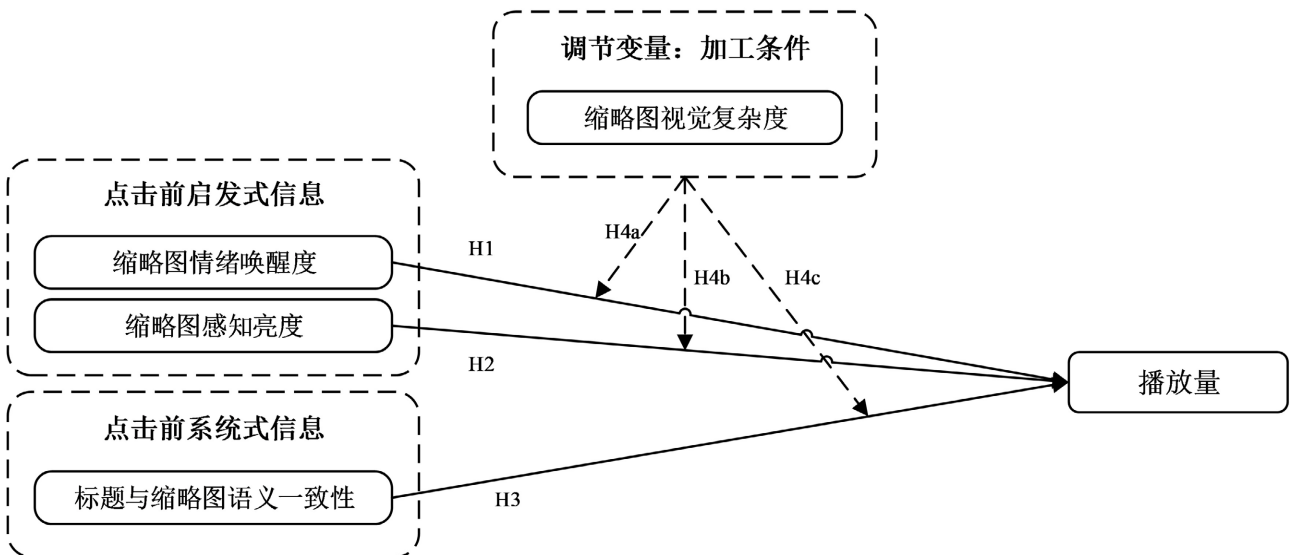 调节变量：加工条件
缩略图视觉复杂度
点击前启发式信息
缩略图情绪唤醒度
缩略图感知亮度
点击前系统式信息
标题与缩略图语义一致性
H1
H2
H3
H4a
H4b
H4c
播放量